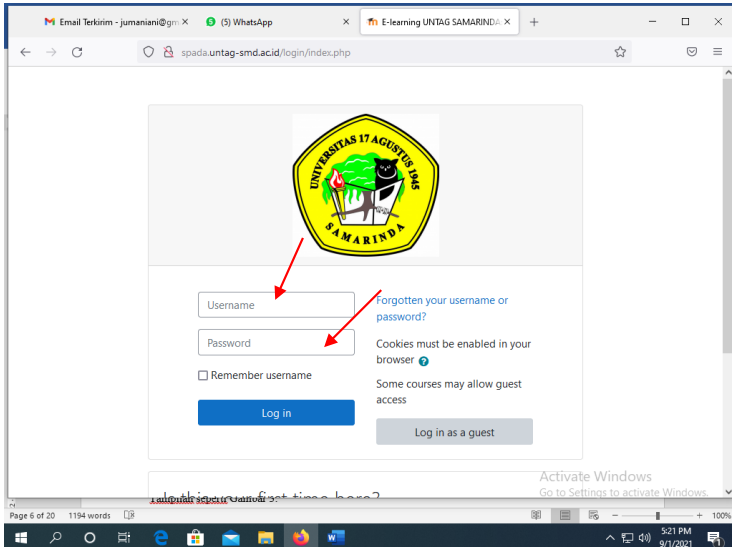 Email Terkirim - jumaniani@gm
(5) WhatsApp
E-learning UNTAG SAMARINDA
spada.untag-smd.ac.id/login/index.php
UNIVERSITAS 17 AGUSTUS 1945
SAMARINDA
Username
Password
Remember username
Log in
Forgotten your username or
password?
Cookies must be enabled in your
browser
Some courses may allow guest
access
Log in as a guest
Activate Windows
Go to Settings to activate Windows.
first time here?
Page 6 of 20 1194 words
100%
5:21 PM
9/1/2021